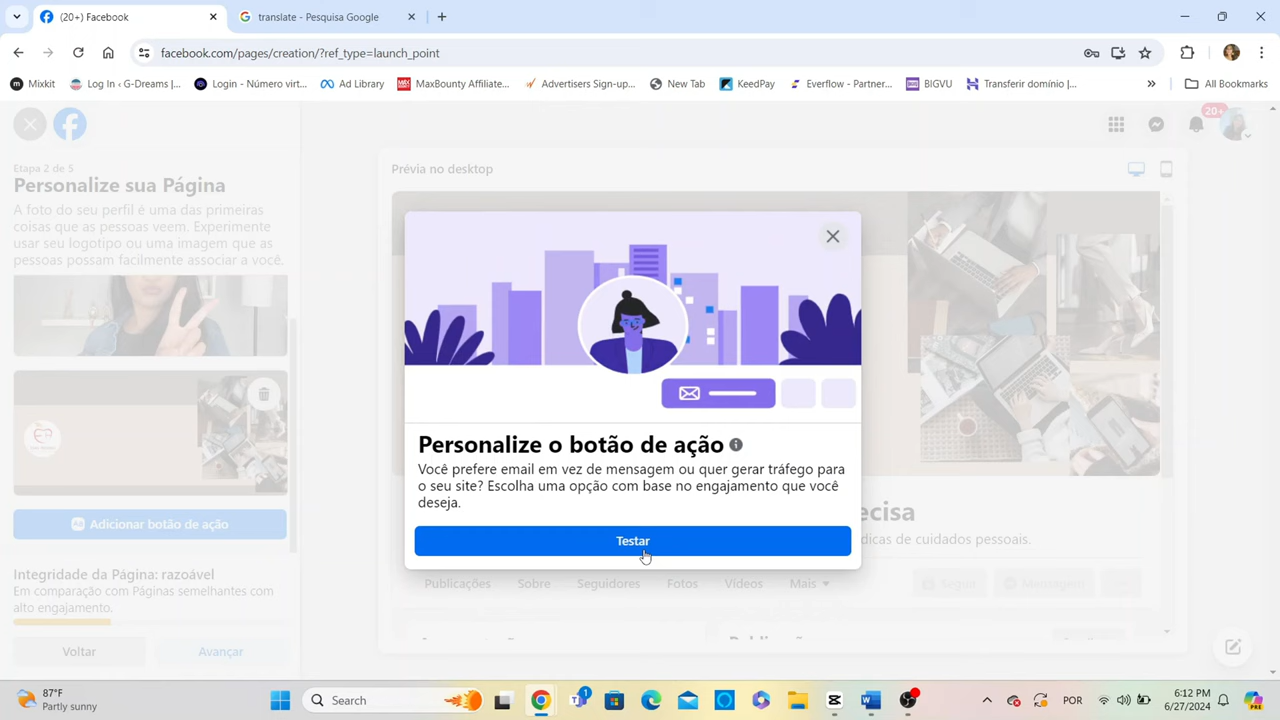 (20+) Facebook
translate - Pesquisa Google
facebook.com/pages/creation/?ref_type=launch_point
Mixkit
Log In ‹ G-Dreams |...
Login - Número virt...
Ad Library
MAX
MaxBounty Affiliate...
Advertisers Sign-up...
New Tab
KeedPay
Everflow - Partner...
BIGVU
Transferir domínio |...
»
All Bookmarks
20+
Etapa 2 de 5
Personalize sua Página
A foto do seu perfil é uma das primeiras
coisas que as pessoas veem. Experimente
usar seu logotipo ou uma imagem que as
pessoas possam facilmente associar a você.
Adicionar botão de ação
Integridade da Página: razoável
Em comparação com Páginas semelhantes com
alto engajamento.
Voltar
Avançar
Prévia no desktop
Personalize o botão de ação
Você prefere email em vez de mensagem ou quer gerar tráfego para
o seu site? Escolha uma opção com base no engajamento que você
deseja.
Testar
ecisa
dicas de cuidados pessoais.
Publicações
Sobre
Seguidores
Fotos
Vídeos
Mais
Seguir
Mensagem
87°F
Partly sunny
Search
1
POR
6:12 PM
6/27/2024
PRE